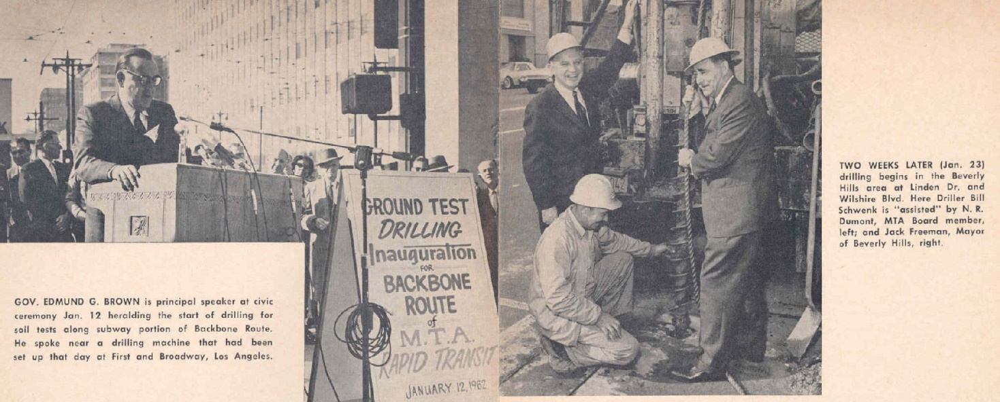 GROUND TEST
DRILLING
Inauguration
FOR
BACKBONE
ROUTE
of
M.T.A.
RAPID TRANSIT
JANUARY 12, 1962
GOV. EDMUND G. BROWN is principal speaker at civic
ceremony Jan. 12 heralding the start of drilling for
soil tests along subway portion of Backbone Route.
He spoke near a drilling machine that had been
set up that day at First and Broadway, Los Angeles.
TWO WEEKS LATER (Jan. 23)
drilling begins in the Beverly
Hills area at Linden Dr. and
Wilshire Blvd. Here Driller Bill
Schwenk is "assisted" by N. R.
Dumont, MTA Board member,
left; and Jack Freeman, Mayor
of Beverly Hills, right.